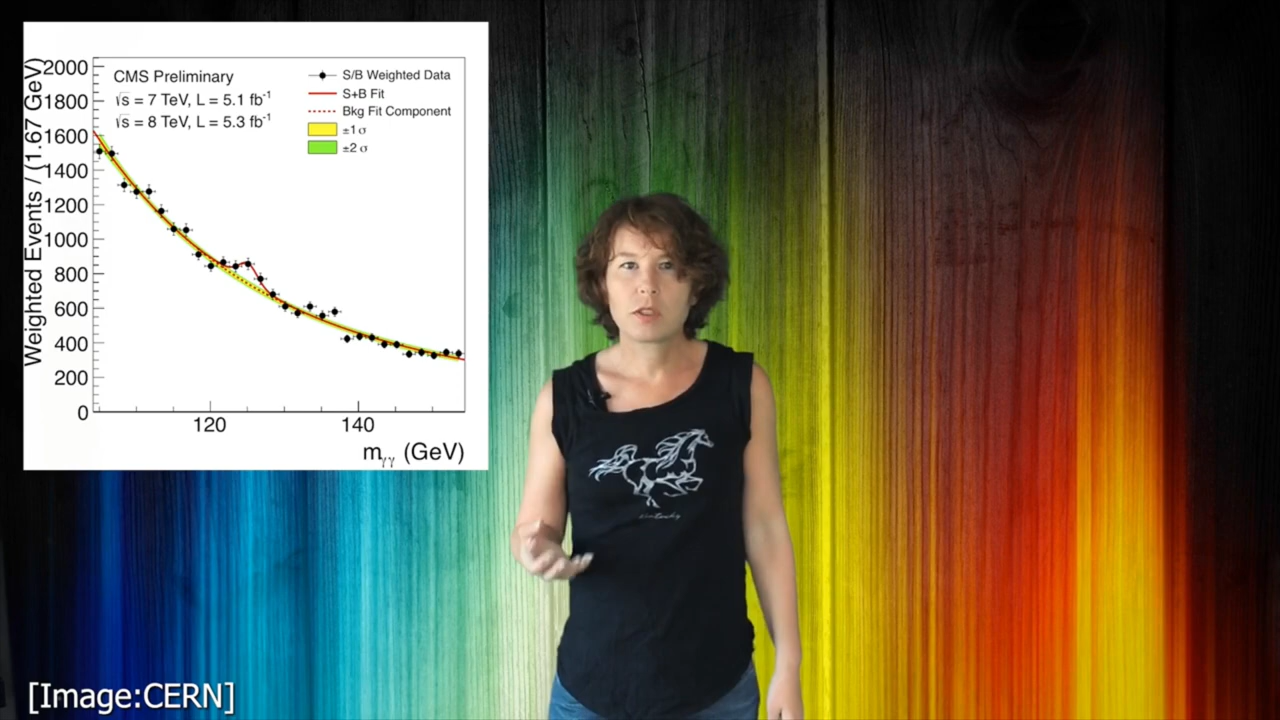 CMS Preliminary
√s = 7 TeV, L = 5.1 fb⁻¹
√s = 8 TeV, L = 5.3 fb⁻¹
S/B Weighted Data
S+B Fit
Bkg Fit Component
±1 σ
±2 σ
Weighted Events / (1.67 GeV)
2000
1800
1600
1400
1200
1000
800
600
400
200
0
120 140
mγγ (GeV)
[Image:CERN]